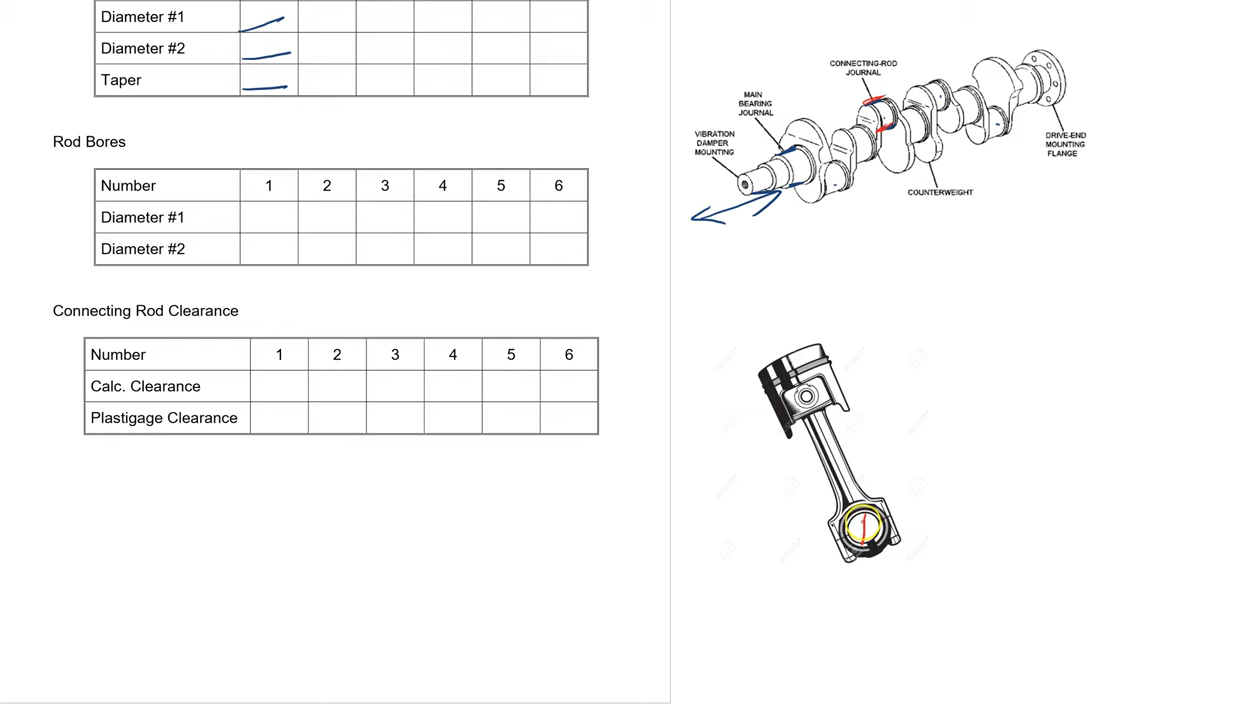 Diameter #1
Diameter #2
Taper
Rod Bores
Number 1 2 3 4 5 6
Diameter #1
Diameter #2
Connecting Rod Clearance
Number 1 2 3 4 5 6
Calc. Clearance
Plastigage Clearance
CONNECTING-ROD
JOURNAL
MAIN
BEARING
JOURNAL
VIBRATION
DAMPER
MOUNTING
DRIVE-END
MOUNTING
FLANGE
COUNTERWEIGHT